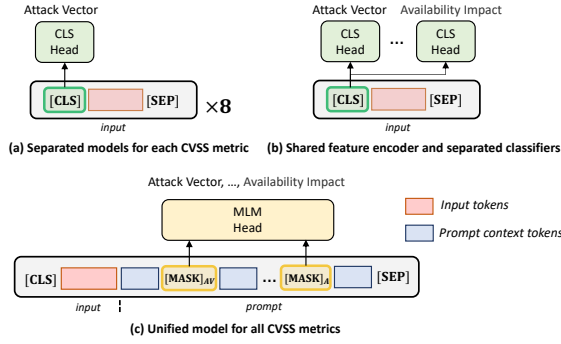 Attack Vector
CLS
Head
[CLS]
[SEP]
×8
input
(a) Separated models for each CVSS metric
Attack Vector
Availability Impact
CLS
Head
...
CLS
Head
[CLS]
[SEP]
input
(b) Shared feature encoder and separated classifiers
Attack Vector, ..., Availability Impact
MLM
Head
Input tokens
Prompt context tokens
[CLS]
[MASK]AV
...
[MASK]A
[SEP]
input
prompt
(c) Unified model for all CVSS metrics